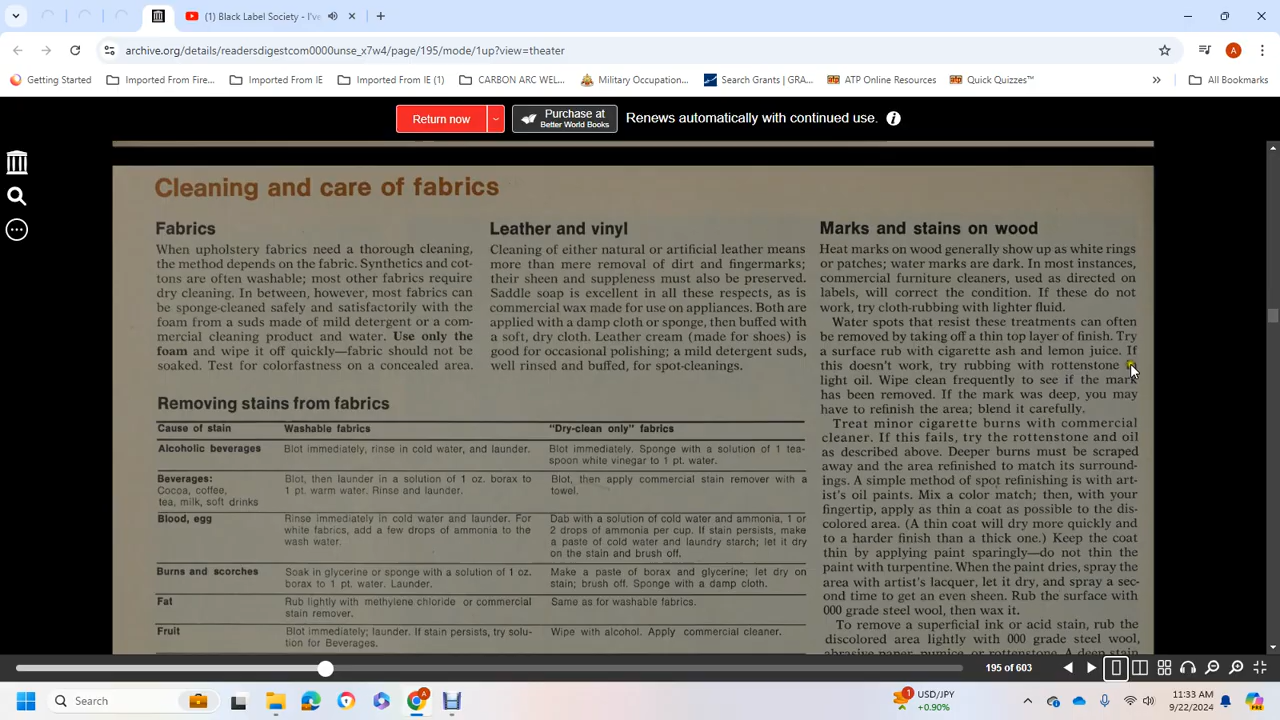 (1) Black Label Society - I've
archive.org/details/readersdigestcom0000unse_x7w4/page/195/mode/1up?view=theater
A
Getting Started
Imported From Fire...
Imported From IE
Imported From IE (1)
CARBON ARC WEL...
Military Occupation...
Search Grants | GRA...
ATP Online Resources
Quick Quizzes™
All Bookmarks
Return now
Purchase at
Better World Books
Renews automatically with continued use.
Cleaning and care of fabrics
Fabrics
When upholstery fabrics need a thorough cleaning,
the method depends on the fabric. Synthetics and cot-
tons are often washable; most other fabrics require
dry cleaning. In between, however, most fabrics can
be sponge-cleaned safely and satisfactorily with the
foam from a suds made of mild detergent or a com-
mercial cleaning product and water. Use only the
foam and wipe it off quickly—fabric should not be
soaked. Test for colorfastness on a concealed area.
Leather and vinyl
Cleaning of either natural or artificial leather means
more than mere removal of dirt and fingermarks;
their sheen and suppleness must also be preserved.
Saddle soap is excellent in all these respects, as is
commercial wax made for use on appliances. Both are
applied with a damp cloth or sponge, then buffed with
a soft, dry cloth. Leather cream (made for shoes) is
good for occasional polishing; a mild detergent suds,
well rinsed and buffed, for spot-cleanings.
Removing stains from fabrics
Cause of stain Washable fabrics "Dry-clean only" fabrics
Alcoholic beverages
Blot immediately, rinse in cold water, and launder.
Blot immediately. Sponge with a solution of 1 tea-
spoon white vinegar to 1 pt. water.
Beverages:
Cocoa, coffee,
tea, milk, soft drinks
Blot, then launder in a solution of 1 oz. borax to
1 pt. warm water. Rinse and launder.
Blot, then apply commercial stain remover with a
towel.
Blood, egg
Rinse immediately in cold water and launder. For
white fabrics, add a few drops of ammonia to the
wash water.
Dab with a solution of cold water and ammonia, 1 or
2 drops of ammonia per cup. If stain persists, make
a paste of cold water and laundry starch; let it dry
on the stain and brush off.
Burns and scorches
Soak in glycerine or sponge with a solution of 1 oz.
borax to 1 pt. water. Launder.
Make a paste of borax and glycerine; let dry on
stain; brush off. Sponge with a damp cloth.
Fat
Rub lightly with methylene chloride or commercial
stain remover.
Same as for washable fabrics.
Fruit
Blot immediately; launder. If stain persists, try solu-
tion for Beverages.
Wipe with alcohol. Apply commercial cleaner.
Marks and stains on wood
Heat marks on wood generally show up as white rings
or patches; water marks are dark. In most instances,
commercial furniture cleaners, used as directed on
labels, will correct the condition. If these do not
work, try cloth-rubbing with lighter fluid.
Water spots that resist these treatments can often
be removed by taking off a thin top layer of finish. Try
a surface rub with cigarette ash and lemon juice. If
this doesn't work, try rubbing with rottenstone
light oil. Wipe clean frequently to see if the mark
has been removed. If the mark was deep, you may
have to refinish the area; blend it carefully.
Treat minor cigarette burns with commercial
cleaner. If this fails, try the rottenstone and oil
as described above. Deeper burns must be scraped
away and the area refinished to match its surround-
ings. A simple method of spot refinishing is with art-
ist's oil paints. Mix a color match; then, with your
fingertip, apply as thin a coat as possible to the dis-
colored area. (A thin coat will dry more quickly and
to a harder finish than a thick one.) Keep the coat
thin by applying paint sparingly—do not thin the
paint with turpentine. When the paint dries, spray the
area with artist's lacquer, let it dry, and spray a sec-
ond time to get an even sheen. Rub the surface with
000 grade steel wool, then wax it.
To remove a superficial ink or acid stain, rub the
discolored area lightly with 000 grade steel wool,
abrasive paper, pumice, or rottenstone. A deep stain
195 of 603
Search
1
USD/JPY
+0.90%
11:33 AM
9/22/2024